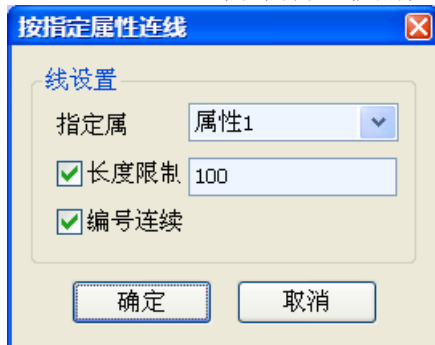 按指定属性连线
线设置
指定属 属性1
长度限制 100
编号连续
确定 取消